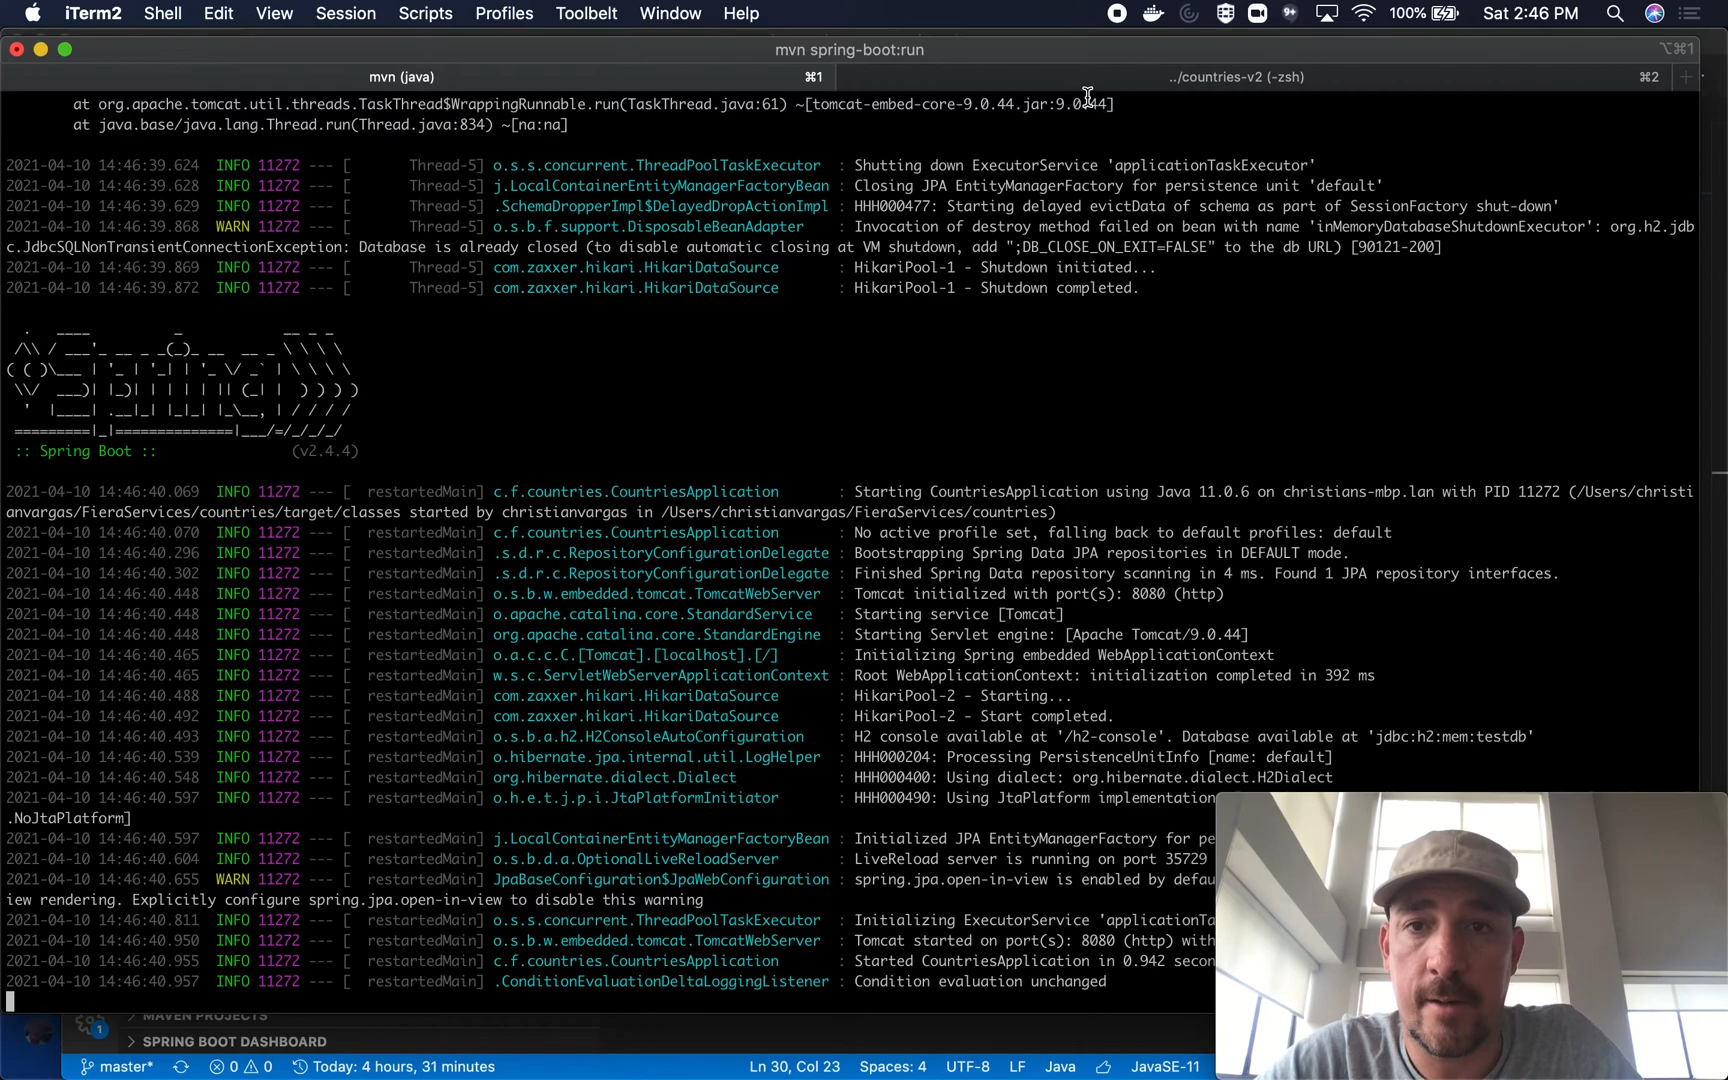 iTerm2 Shell Edit View Session Scripts Profiles Toolbelt Window Help 9+ 100% Sat 2:46 PM
mvn spring-boot:run ⌥⌘1
mvn (java) ⌘1 ../countries-v2 (-zsh) ⌘2 +
at org.apache.tomcat.util.threads.TaskThread$WrappingRunnable.run(TaskThread.java:61) ~[tomcat-embed-core-9.0.44.jar:9.0.44]
at java.base/java.lang.Thread.run(Thread.java:834) ~[na:na]
2021-04-10 14:46:39.624 INFO 11272 --- [ Thread-5] o.s.s.concurrent.ThreadPoolTaskExecutor : Shutting down ExecutorService 'applicationTaskExecutor'
2021-04-10 14:46:39.628 INFO 11272 --- [ Thread-5] j.LocalContainerEntityManagerFactoryBean : Closing JPA EntityManagerFactory for persistence unit 'default'
2021-04-10 14:46:39.629 INFO 11272 --- [ Thread-5] .SchemaDropperImpl$DelayedDropActionImpl : HHH000477: Starting delayed evictData of schema as part of SessionFactory shut-down'
2021-04-10 14:46:39.868 WARN 11272 --- [ Thread-5] o.s.b.f.support.DisposableBeanAdapter : Invocation of destroy method failed on bean with name 'inMemoryDatabaseShutdownExecutor': org.h2.jdb
c.JdbcSQLNonTransientConnectionException: Database is already closed (to disable automatic closing at VM shutdown, add ";DB_CLOSE_ON_EXIT=FALSE" to the db URL) [90121-200]
2021-04-10 14:46:39.869 INFO 11272 --- [ Thread-5] com.zaxxer.hikari.HikariDataSource : HikariPool-1 - Shutdown initiated...
2021-04-10 14:46:39.872 INFO 11272 --- [ Thread-5] com.zaxxer.hikari.HikariDataSource : HikariPool-1 - Shutdown completed.
  .   ____          _            __ _ _
 /\\ / ___'_ __ _ _(_)_ __  __ _ \ \ \ \
( ( )\___ | '_ | '_| | '_ \/ _` | \ \ \ \
 \\/  ___)| |_)| | | | | || (_| |  ) ) ) )
  '  |____| .__|_| |_|_| |_\__, | / / / /
 =========|_|==============|___/=/_/_/_/
:: Spring Boot :: (v2.4.4)
2021-04-10 14:46:40.069 INFO 11272 --- [ restartedMain] c.f.countries.CountriesApplication : Starting CountriesApplication using Java 11.0.6 on christians-mbp.lan with PID 11272 (/Users/christi
anvargas/FieraServices/countries/target/classes started by christianvargas in /Users/christianvargas/FieraServices/countries)
2021-04-10 14:46:40.070 INFO 11272 --- [ restartedMain] c.f.countries.CountriesApplication : No active profile set, falling back to default profiles: default
2021-04-10 14:46:40.296 INFO 11272 --- [ restartedMain] .s.d.r.c.RepositoryConfigurationDelegate : Bootstrapping Spring Data JPA repositories in DEFAULT mode.
2021-04-10 14:46:40.302 INFO 11272 --- [ restartedMain] .s.d.r.c.RepositoryConfigurationDelegate : Finished Spring Data repository scanning in 4 ms. Found 1 JPA repository interfaces.
2021-04-10 14:46:40.448 INFO 11272 --- [ restartedMain] o.s.b.w.embedded.tomcat.TomcatWebServer : Tomcat initialized with port(s): 8080 (http)
2021-04-10 14:46:40.448 INFO 11272 --- [ restartedMain] o.apache.catalina.core.StandardService : Starting service [Tomcat]
2021-04-10 14:46:40.448 INFO 11272 --- [ restartedMain] org.apache.catalina.core.StandardEngine : Starting Servlet engine: [Apache Tomcat/9.0.44]
2021-04-10 14:46:40.465 INFO 11272 --- [ restartedMain] o.a.c.c.C.[Tomcat].[localhost].[/] : Initializing Spring embedded WebApplicationContext
2021-04-10 14:46:40.465 INFO 11272 --- [ restartedMain] w.s.c.ServletWebServerApplicationContext : Root WebApplicationContext: initialization completed in 392 ms
2021-04-10 14:46:40.488 INFO 11272 --- [ restartedMain] com.zaxxer.hikari.HikariDataSource : HikariPool-2 - Starting...
2021-04-10 14:46:40.492 INFO 11272 --- [ restartedMain] com.zaxxer.hikari.HikariDataSource : HikariPool-2 - Start completed.
2021-04-10 14:46:40.493 INFO 11272 --- [ restartedMain] o.s.b.a.h2.H2ConsoleAutoConfiguration : H2 console available at '/h2-console'. Database available at 'jdbc:h2:mem:testdb'
2021-04-10 14:46:40.539 INFO 11272 --- [ restartedMain] o.hibernate.jpa.internal.util.LogHelper : HHH000204: Processing PersistenceUnitInfo [name: default]
2021-04-10 14:46:40.548 INFO 11272 --- [ restartedMain] org.hibernate.dialect.Dialect : HHH000400: Using dialect: org.hibernate.dialect.H2Dialect
2021-04-10 14:46:40.597 INFO 11272 --- [ restartedMain] o.h.e.t.j.p.i.JtaPlatformInitiator : HHH000490: Using JtaPlatform implementation
.NoJtaPlatform]
2021-04-10 14:46:40.597 INFO 11272 --- [ restartedMain] j.LocalContainerEntityManagerFactoryBean : Initialized JPA EntityManagerFactory for pe
2021-04-10 14:46:40.604 INFO 11272 --- [ restartedMain] o.s.b.d.a.OptionalLiveReloadServer : LiveReload server is running on port 35729
2021-04-10 14:46:40.655 WARN 11272 --- [ restartedMain] JpaBaseConfiguration$JpaWebConfiguration : spring.jpa.open-in-view is enabled by defau
iew rendering. Explicitly configure spring.jpa.open-in-view to disable this warning
2021-04-10 14:46:40.811 INFO 11272 --- [ restartedMain] o.s.s.concurrent.ThreadPoolTaskExecutor : Initializing ExecutorService 'applicationTa
2021-04-10 14:46:40.950 INFO 11272 --- [ restartedMain] o.s.b.w.embedded.tomcat.TomcatWebServer : Tomcat started on port(s): 8080 (http) with
2021-04-10 14:46:40.955 INFO 11272 --- [ restartedMain] c.f.countries.CountriesApplication : Started CountriesApplication in 0.942 secon
2021-04-10 14:46:40.957 INFO 11272 --- [ restartedMain] .ConditionEvaluationDeltaLoggingListener : Condition evaluation unchanged
MAVEN PROJECTS
1
SPRING BOOT DASHBOARD
master* 0 0 Today: 4 hours, 31 minutes Ln 30, Col 23 Spaces: 4 UTF-8 LF Java JavaSE-11